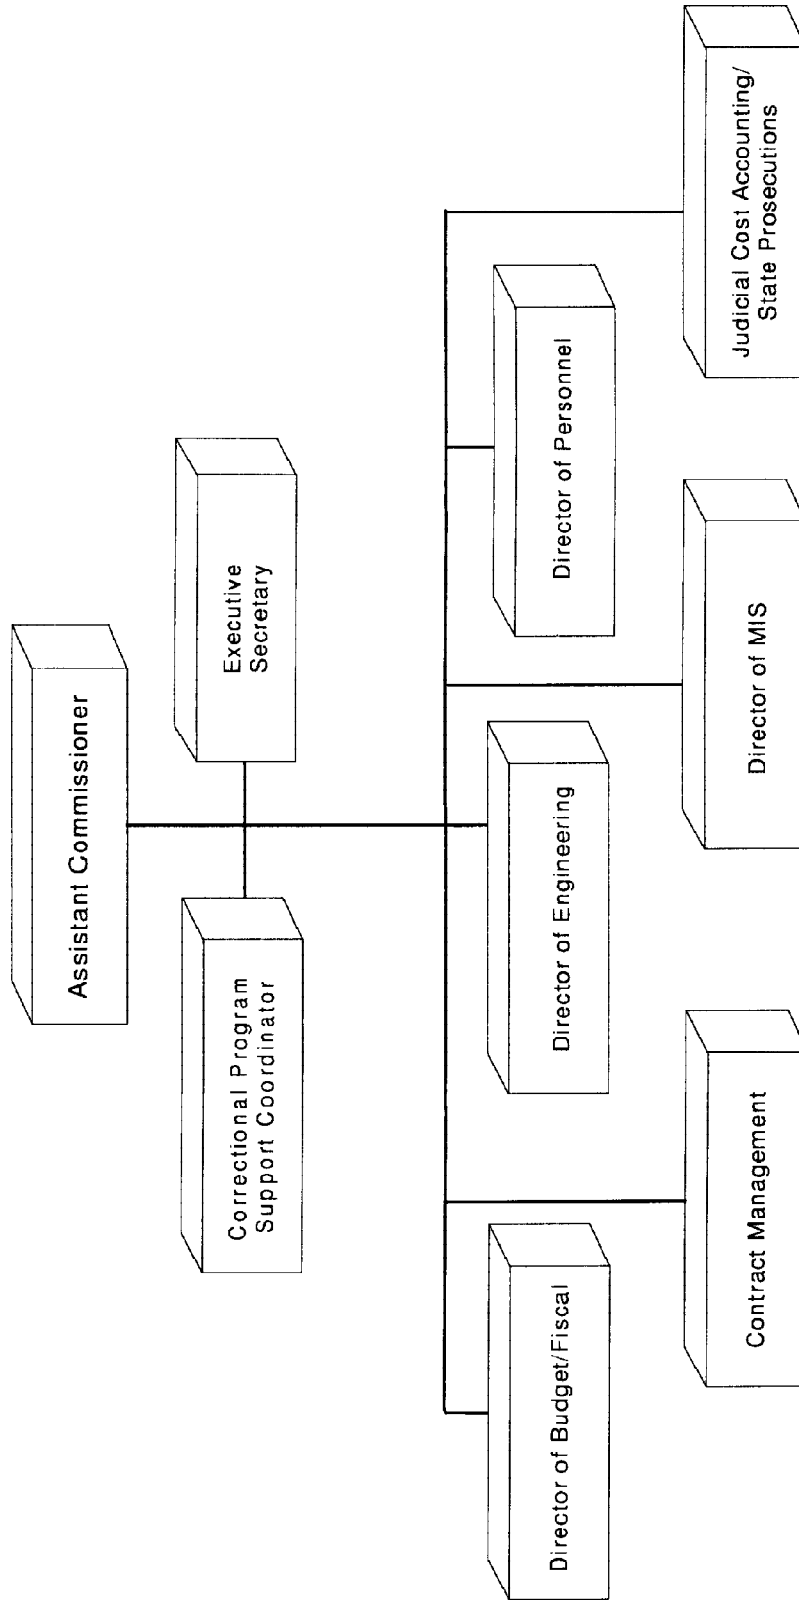 Assistant Commissioner
Correctional Program
Support Coordinator
Executive
Secretary
Director of Budget/Fiscal
Director of Engineering
Director of Personnel
Contract Management
Director of MIS
Judicial Cost Accounting/
State Prosecutions